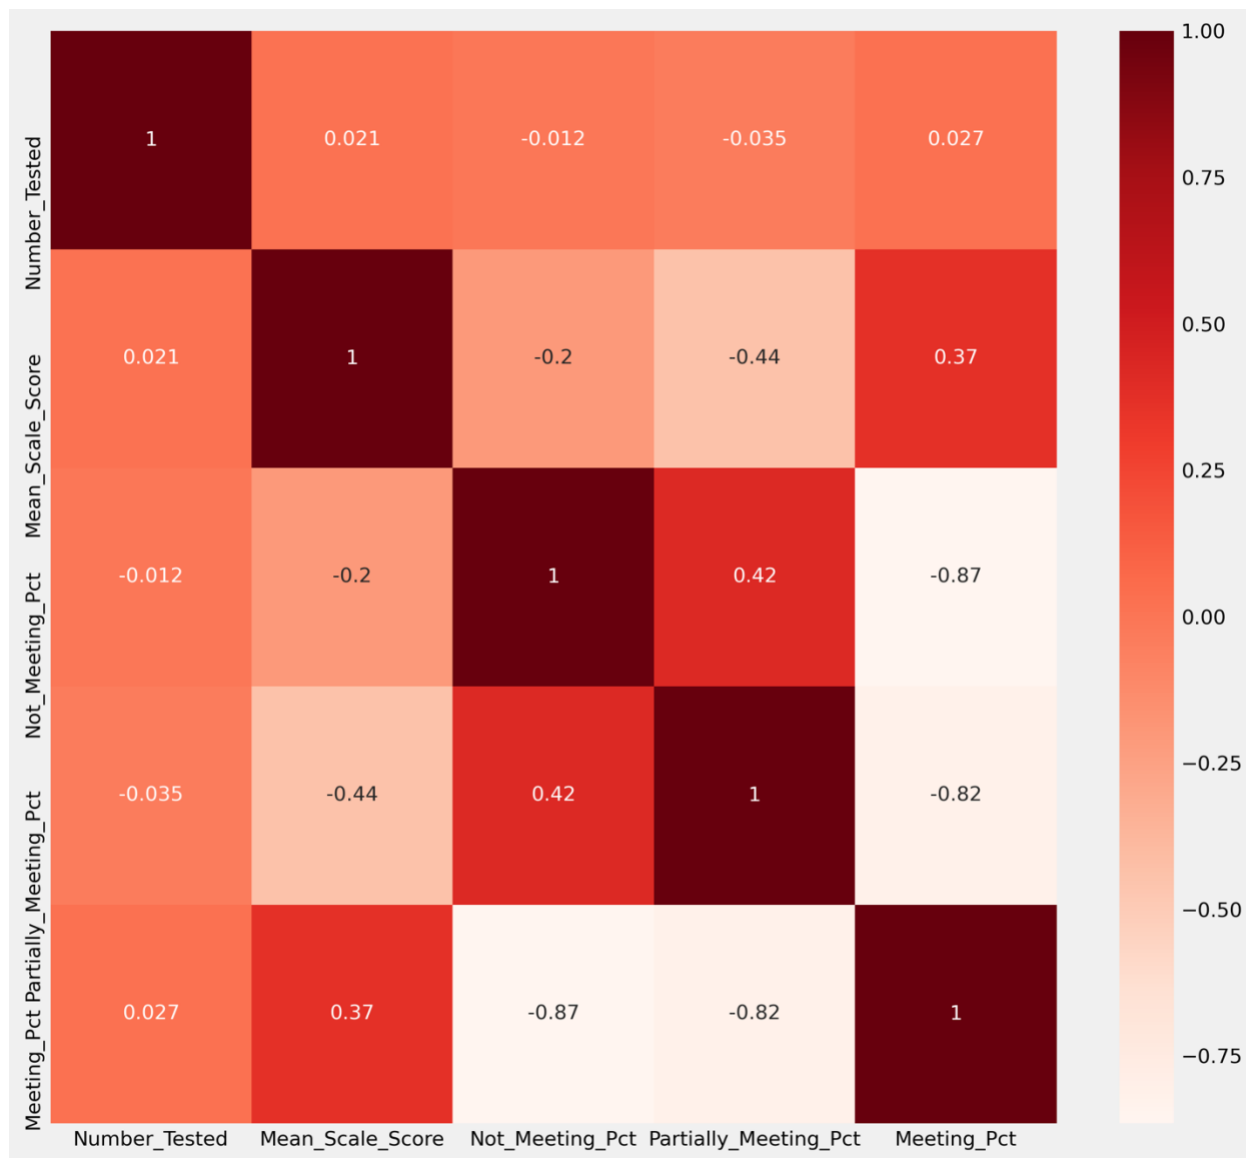 Number_Tested 1 0.021 -0.012 -0.035 0.027
Mean_Scale_Score 0.021 1 -0.2 -0.44 0.37
Not_Meeting_Pct -0.012 -0.2 1 0.42 -0.87
Partially_Meeting_Pct -0.035 -0.44 0.42 1 -0.82
Meeting_Pct 0.027 0.37 -0.87 -0.82 1
Number_Tested Mean_Scale_Score Not_Meeting_Pct Partially_Meeting_Pct Meeting_Pct
1.00
0.75
0.50
0.25
0.00
−0.25
−0.50
−0.75